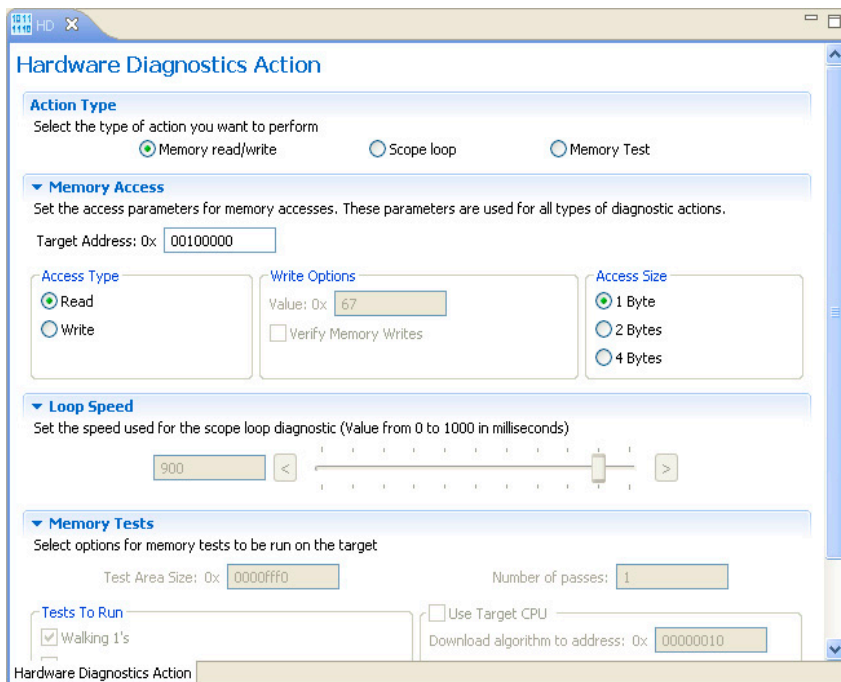 1011
1110 HD
Hardware Diagnostics Action
Action Type
Select the type of action you want to perform
Memory read/write Scope loop Memory Test
Memory Access
Set the access parameters for memory accesses. These parameters are used for all types of diagnostic actions.
Target Address: 0x 00100000
Access Type Write Options Access Size
Read Value: 0x 67 1 Byte
Write Verify Memory Writes 2 Bytes
4 Bytes
Loop Speed
Set the speed used for the scope loop diagnostic (Value from 0 to 1000 in milliseconds)
900 < >
Memory Tests
Select options for memory tests to be run on the target
Test Area Size: 0x 0000fff0 Number of passes: 1
Tests To Run Use Target CPU
Walking 1's Download algorithm to address: 0x 00000010
Hardware Diagnostics Action